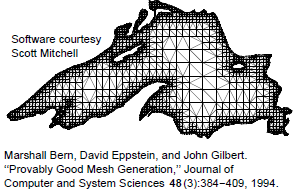 Software courtesy
Scott Mitchell
Marshall Bern, David Eppstein, and John Gilbert.
“Provably Good Mesh Generation,” Journal of
Computer and System Sciences 48(3):384–409, 1994.